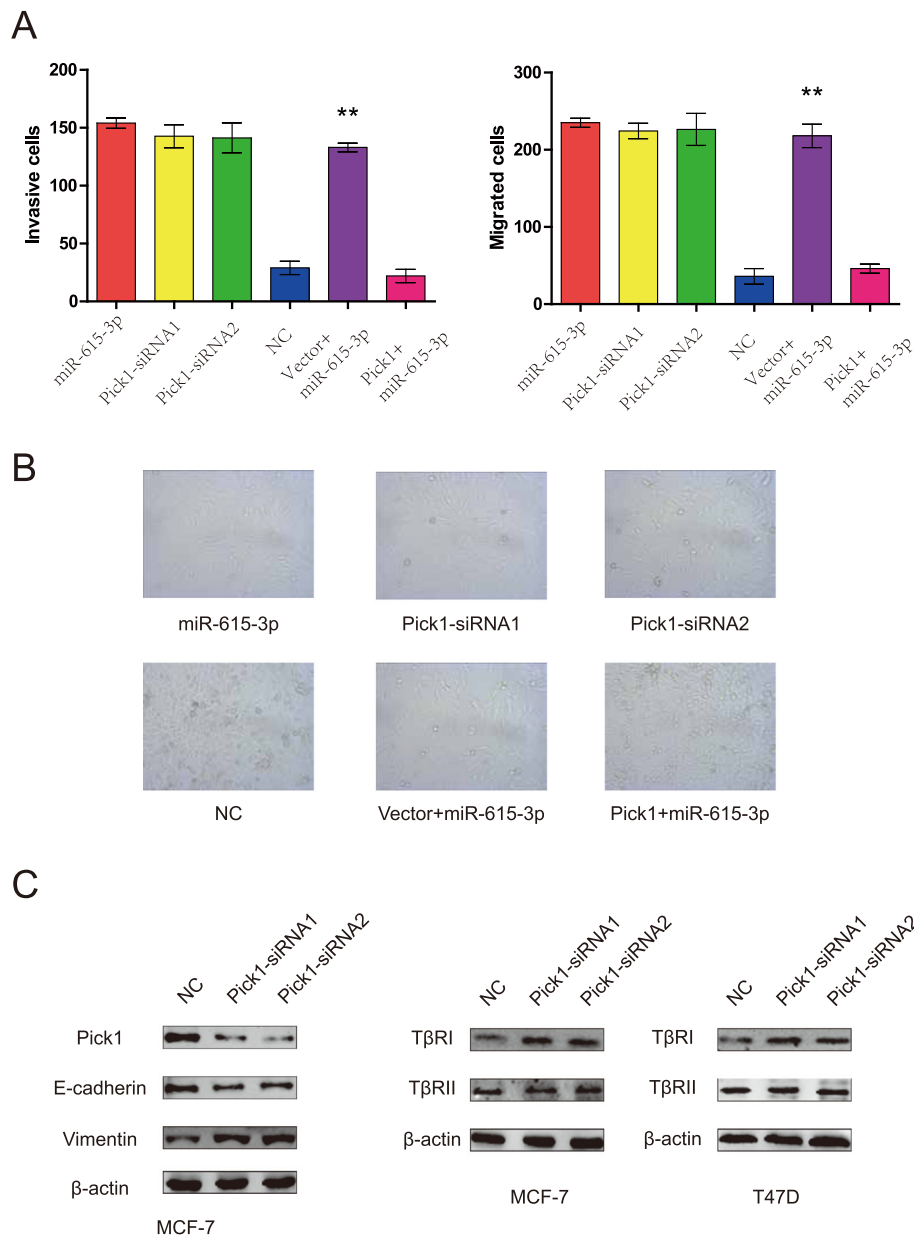 A
200
150
100
50
0
Invasive cells
**
miR-615-3p
Pick1-siRNA1
Pick1-siRNA2
NC
Vector+
miR-615-3p
Pick1+
miR-615-3p
300
200
100
0
Migrated cells
**
miR-615-3p
Pick1-siRNA1
Pick1-siRNA2
NC
Vector+
miR-615-3p
Pick1+
miR-615-3p
B
miR-615-3p
Pick1-siRNA1
Pick1-siRNA2
NC
Vector+miR-615-3p
Pick1+miR-615-3p
C
NC
Pick1-siRNA1
Pick1-siRNA2
Pick1
E-cadherin
Vimentin
β-actin
MCF-7
NC
Pick1-siRNA1
Pick1-siRNA2
TβRI
TβRII
β-actin
MCF-7
NC
Pick1-siRNA1
Pick1-siRNA2
TβRI
TβRII
β-actin
T47D